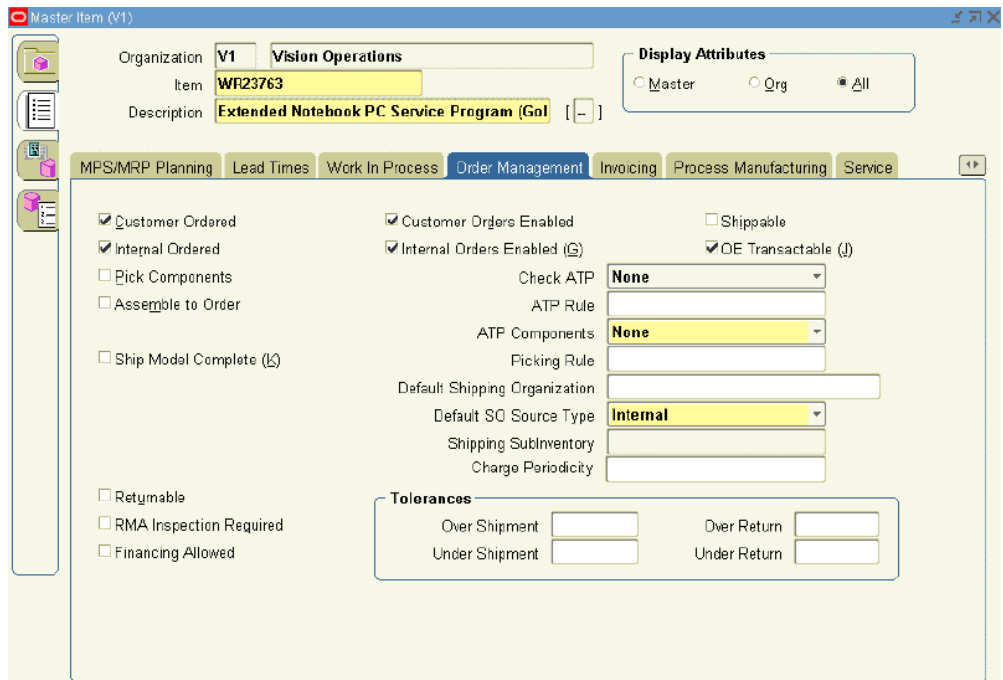 Master Item (V1)
Organization V1 Vision Operations
Display Attributes
Item WR23763
Master Org All
Description Extended Notebook PC Service Program (Gol [ -- ]
MPS/MRP Planning Lead Times Work In Process Order Management Invoicing Process Manufacturing Service
Customer Ordered Customer Orders Enabled Shippable
Internal Ordered Internal Orders Enabled (G) OE Transactable (J)
Pick Components Check ATP None
Assemble to Order ATP Rule
ATP Components None
Ship Model Complete (K) Picking Rule
Default Shipping Organization
Default SO Source Type Internal
Shipping SubInventory
Charge Periodicity
Returnable Tolerances
RMA Inspection Required Over Shipment Over Return
Financing Allowed Under Shipment Under Return